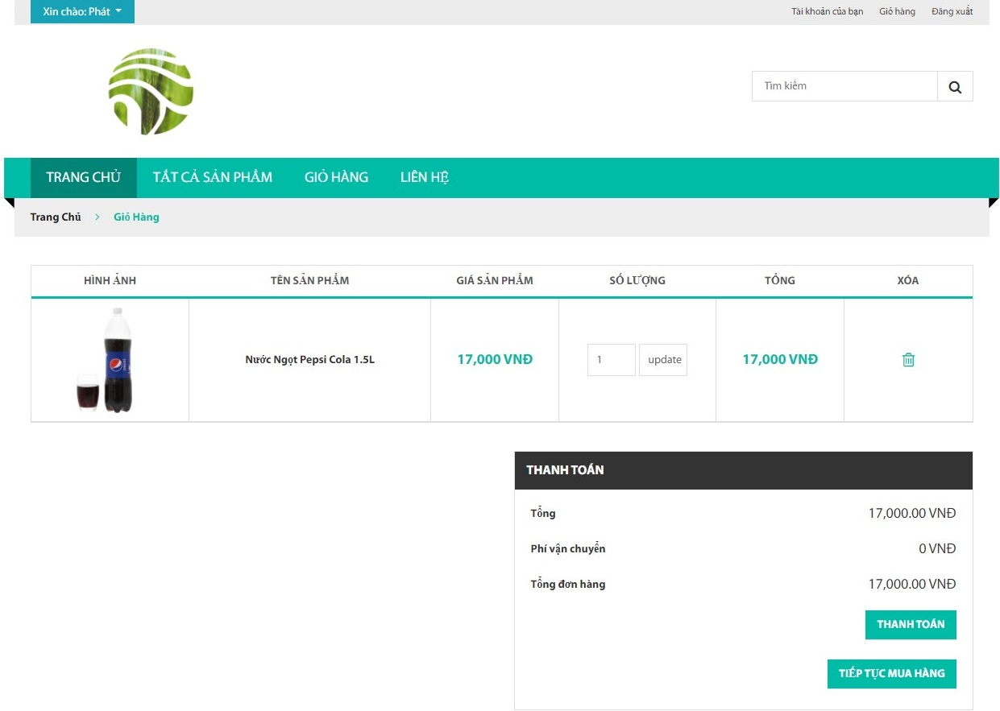 Xin chào: Phát
Tài khoản của bạn
Giỏ hàng
Đăng xuất
Tìm kiếm
TRANG CHỦ
TẤT CẢ SẢN PHẨM
GIỎ HÀNG
LIÊN HỆ
Trang Chủ
Giỏ Hàng
HÌNH ẢNH
TÊN SẢN PHẨM
GIÁ SẢN PHẨM
SỐ LƯỢNG
TỔNG
XÓA
Nước Ngọt Pepsi Cola 1.5L
17,000 VNĐ
1
update
17,000 VNĐ
THANH TOÁN
Tổng
17,000.00 VNĐ
Phí vận chuyển
0 VNĐ
Tổng đơn hàng
17,000.00 VNĐ
THANH TOÁN
TIẾP TỤC MUA HÀNG